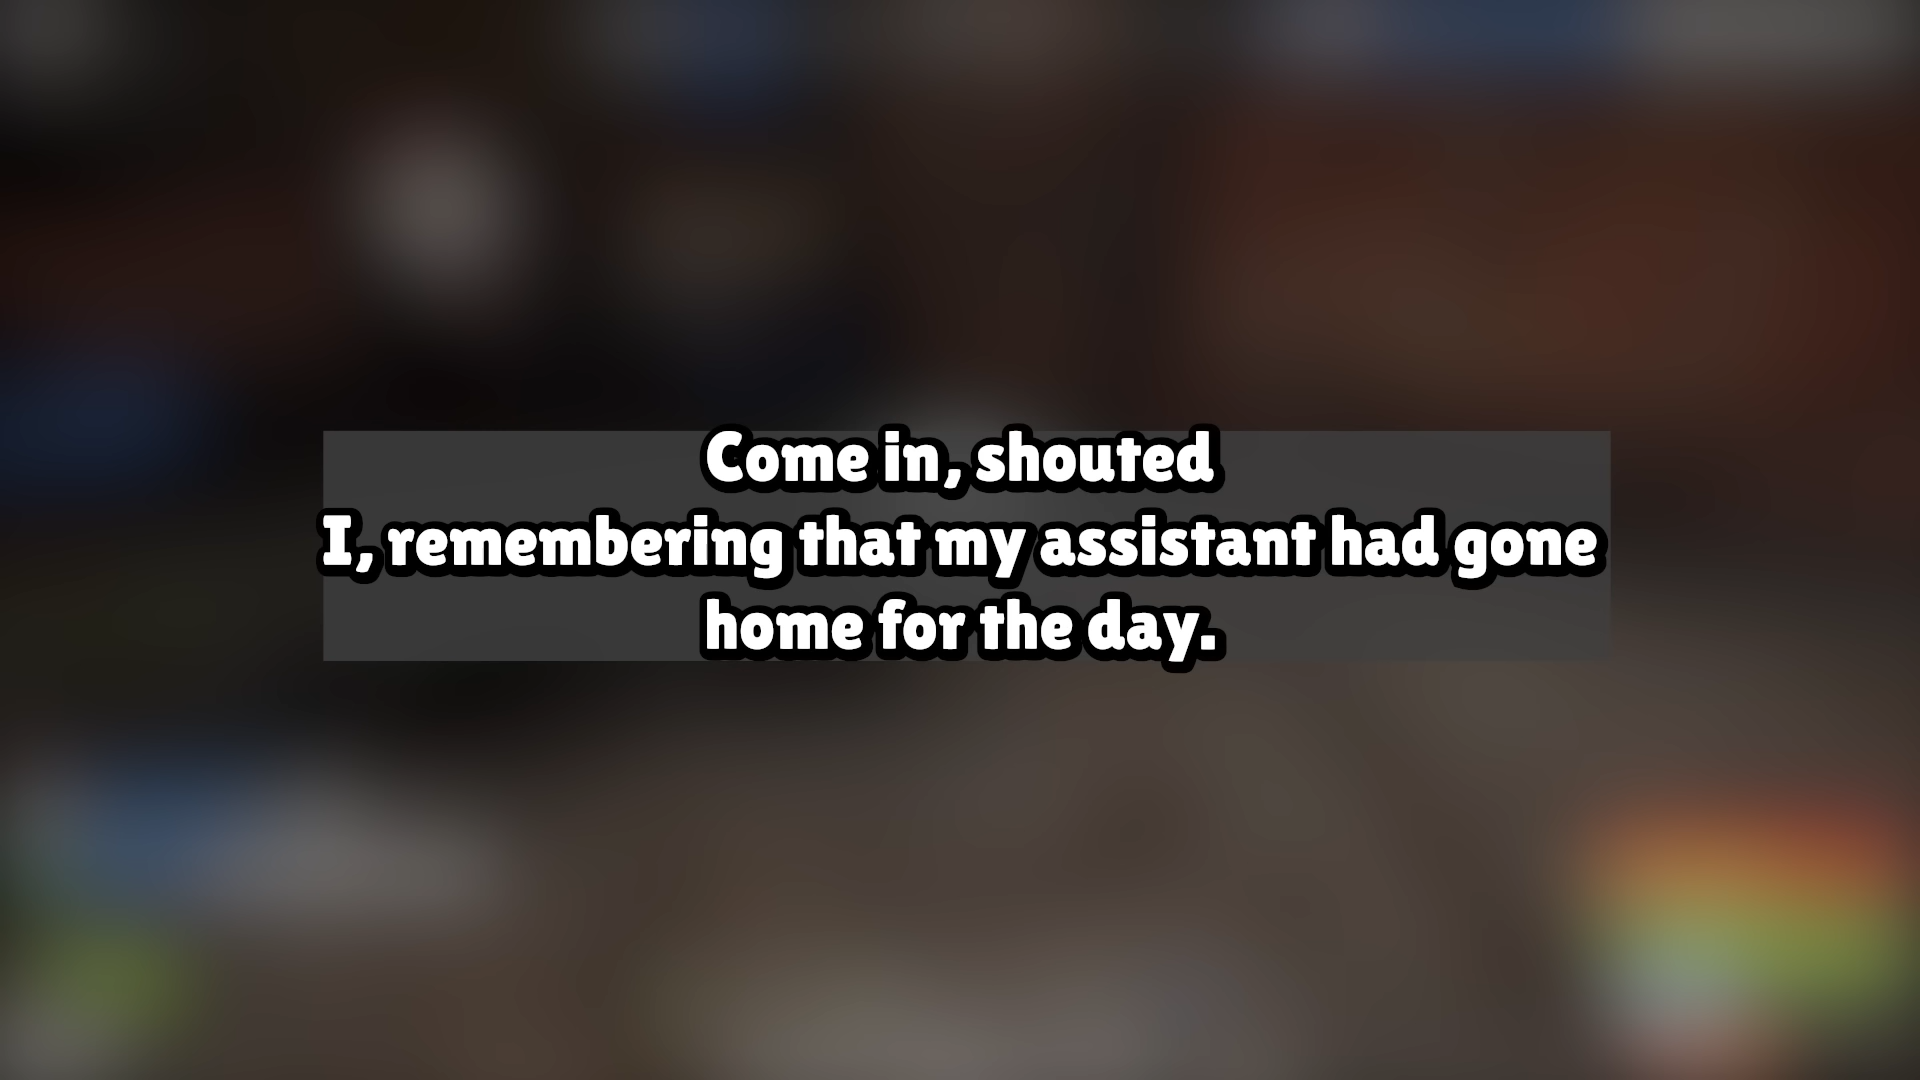 Come in, shouted
I, remembering that my assistant had gone
home for the day.